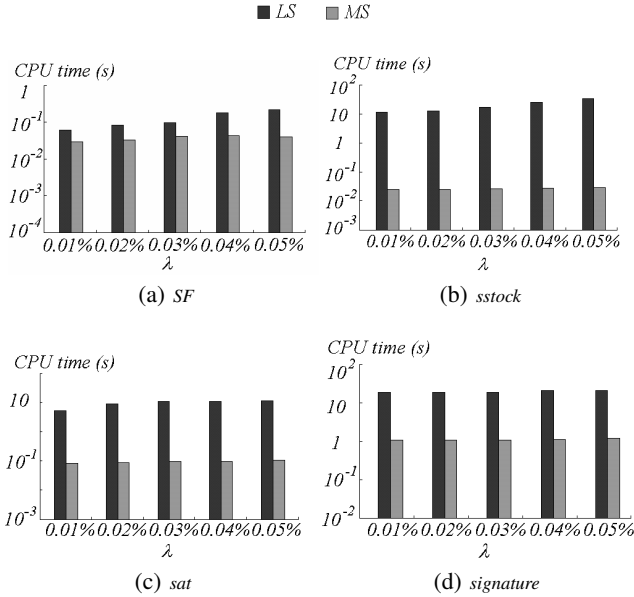 LS MS
CPU time (s)
1
10^-1
10^-2
10^-3
10^-4
0.01% 0.02% 0.03% 0.04% 0.05%
λ
(a) SF
CPU time (s)
10^2
10
1
10^-1
10^-2
10^-3
0.01% 0.02% 0.03% 0.04% 0.05%
λ
(b) sstock
CPU time (s)
10
10^-1
10^-3
0.01% 0.02% 0.03% 0.04% 0.05%
λ
(c) sat
CPU time (s)
10^2
10
1
10^-1
10^-2
0.01% 0.02% 0.03% 0.04% 0.05%
λ
(d) signature